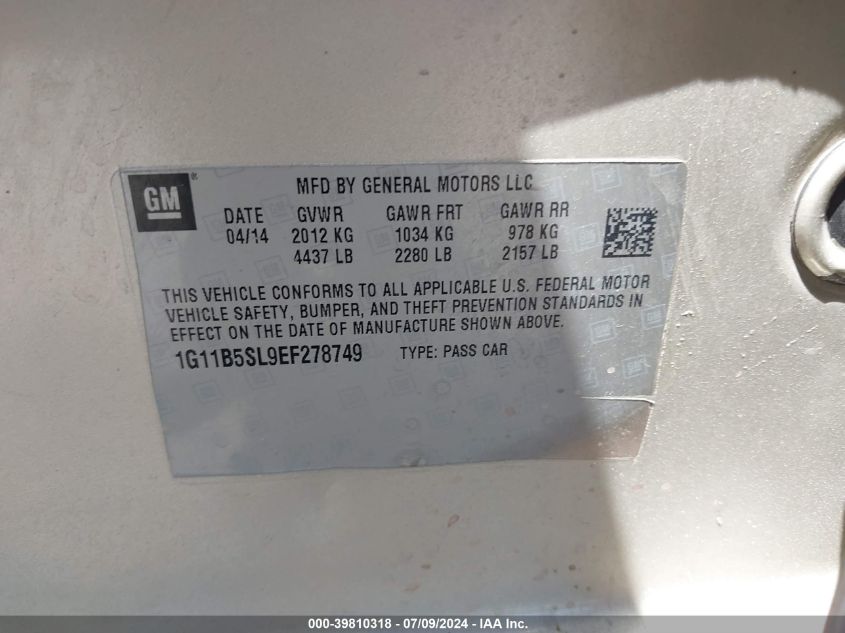 GM ®
MFD BY GENERAL MOTORS LLC
DATE GVWR GAWR FRT GAWR RR
04/14 2012 KG 1034 KG 978 KG
4437 LB 2280 LB 2157 LB
THIS VEHICLE CONFORMS TO ALL APPLICABLE U.S. FEDERAL MOTOR
VEHICLE SAFETY, BUMPER, AND THEFT PREVENTION STANDARDS IN
EFFECT ON THE DATE OF MANUFACTURE SHOWN ABOVE.
1G11B5SL9EF278749 TYPE: PASS CAR
000-39810318 - 07/09/2024 - IAA Inc.